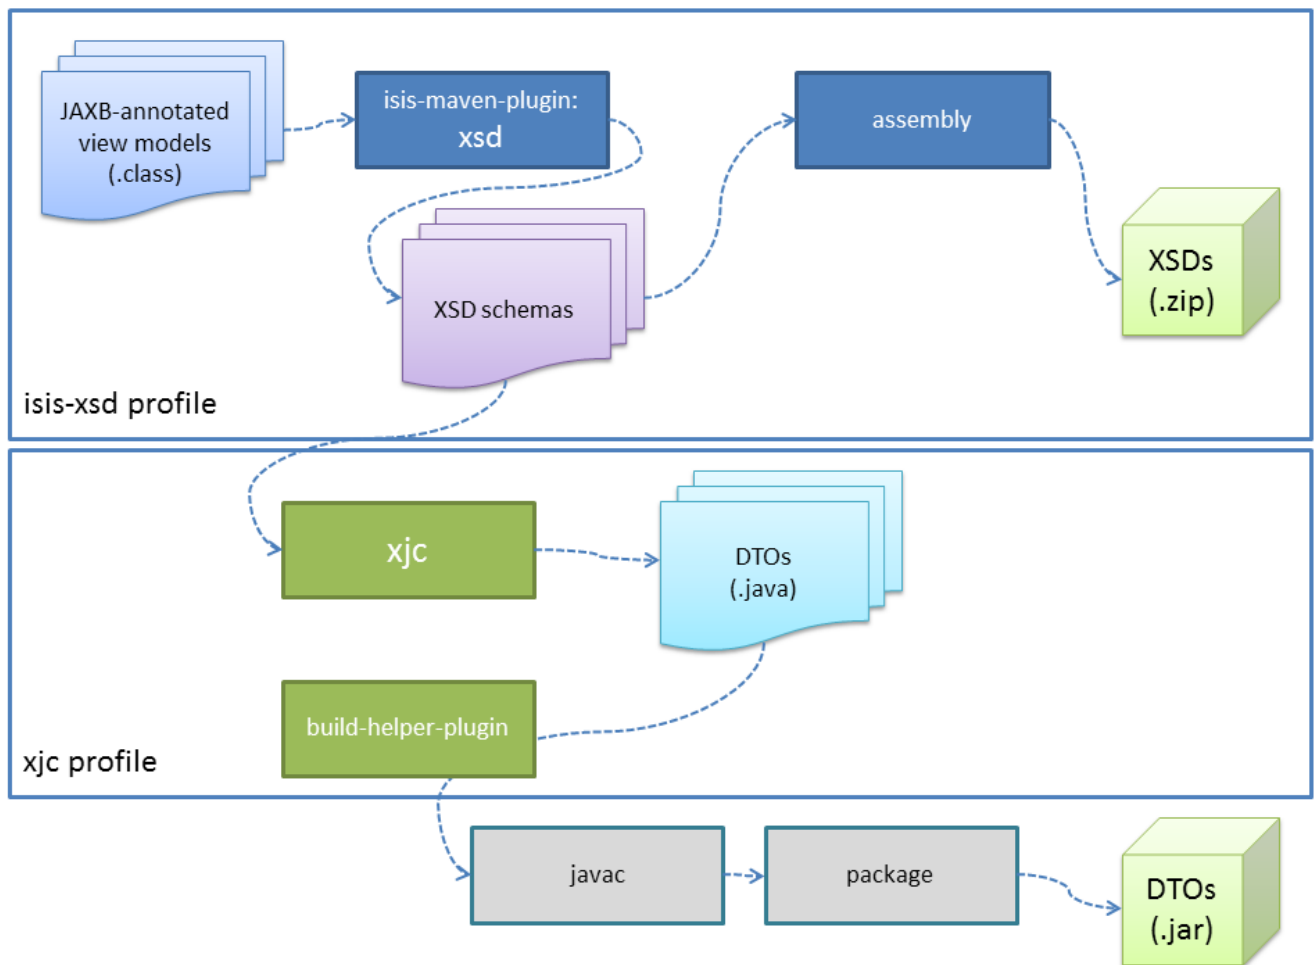 JAXB-annotated
view models
(.class)
isis-maven-plugin:
xsd
assembly
XSD schemas
XSDs
(.zip)
isis-xsd profile
xjc
DTOs
(.java)
build-helper-plugin
xjc profile
javac
package
DTOs
(.jar)